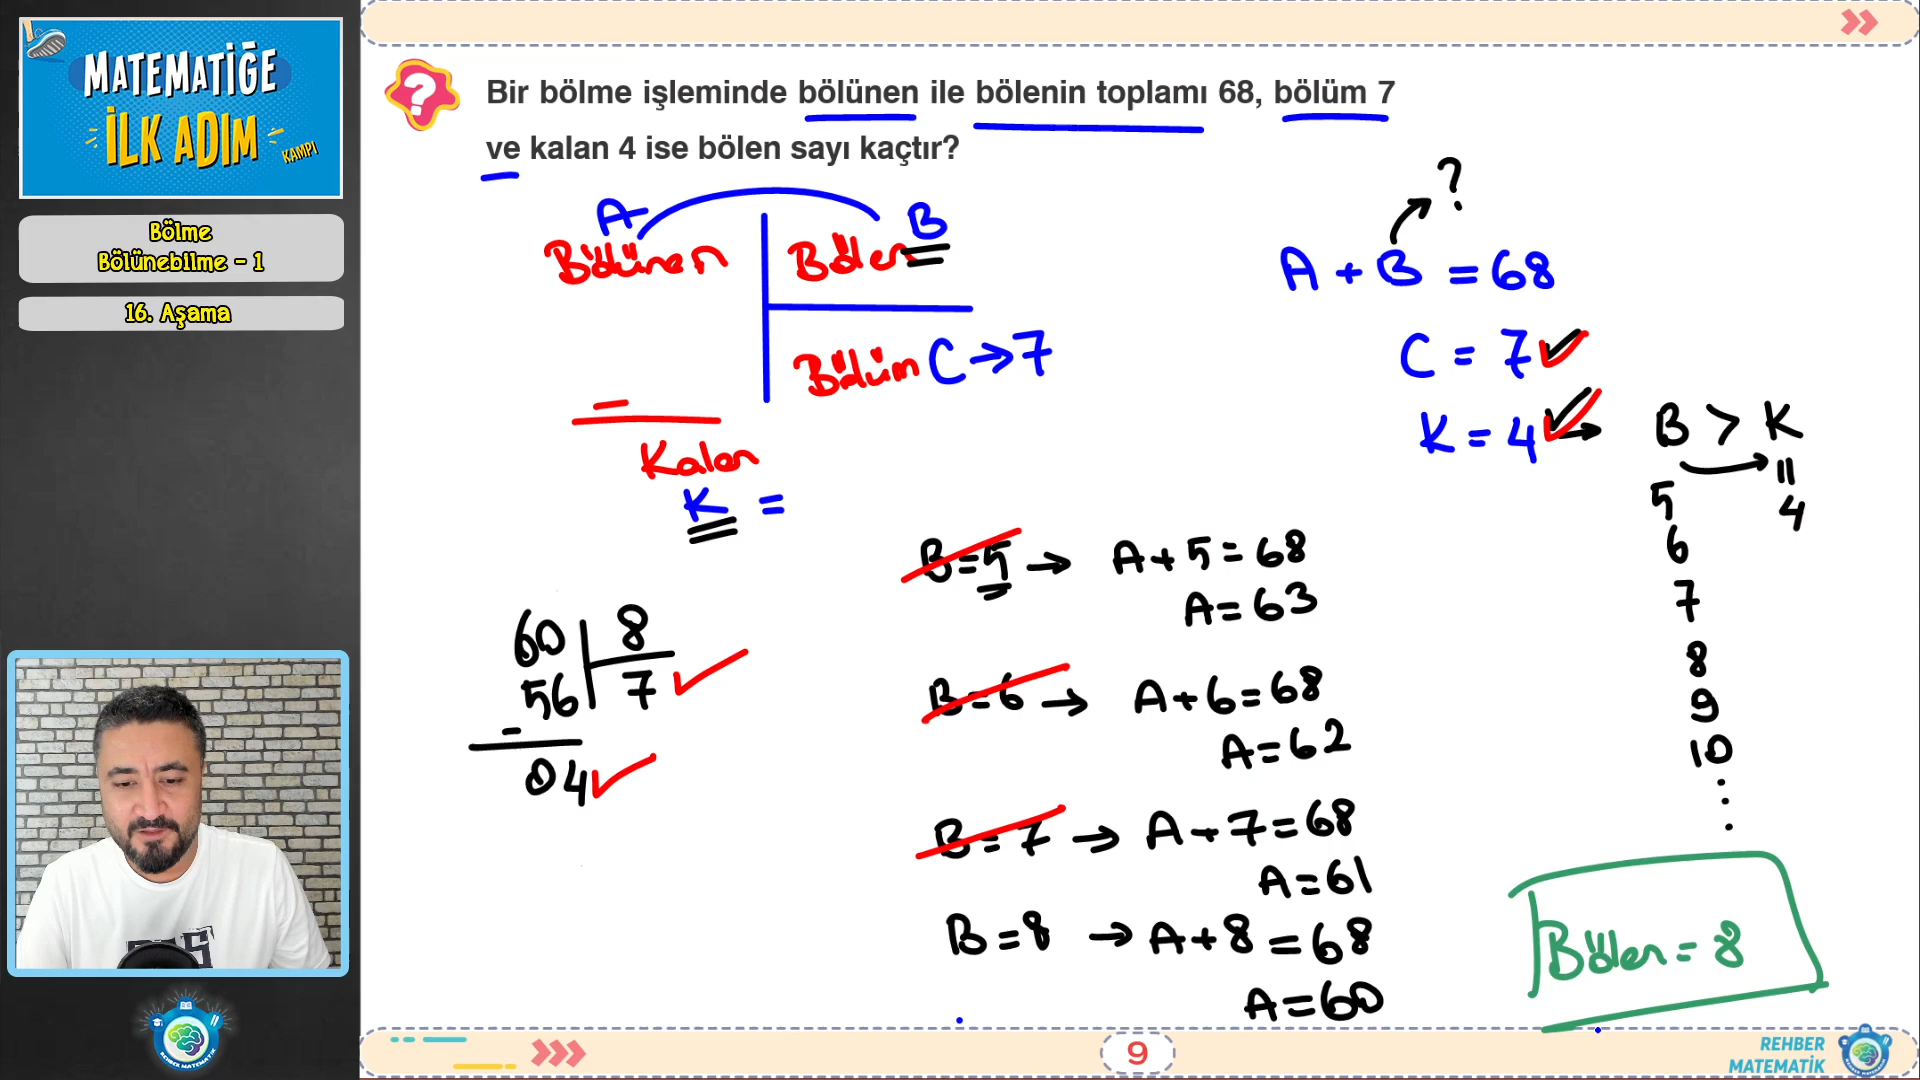 MATEMATİĞE
İLK ADIM
KAMPI
Bölme
Bölünebilme - 1
16. Aşama
?
Bir bölme işleminde bölünen ile bölenin toplamı 68, bölüm 7
ve kalan 4 ise bölen sayı kaçtır?
A
Bölünen
B
Bölen
Bölüm C → 7
-
Kalan
K =
?
A + B = 68
C = 7
K = 4 →
B > K
5
6
7
8
9
10
.
.
.
=
4
60 8
56 7
-
04
B = 5 → A + 5 = 68
A = 63
B = 6 → A + 6 = 68
A = 62
B = 7 → A + 7 = 68
A = 61
B = 8 → A + 8 = 68
A = 60
Bölen = 8
9
REHBER
MATEMATİK
REHBER MATEMATİK